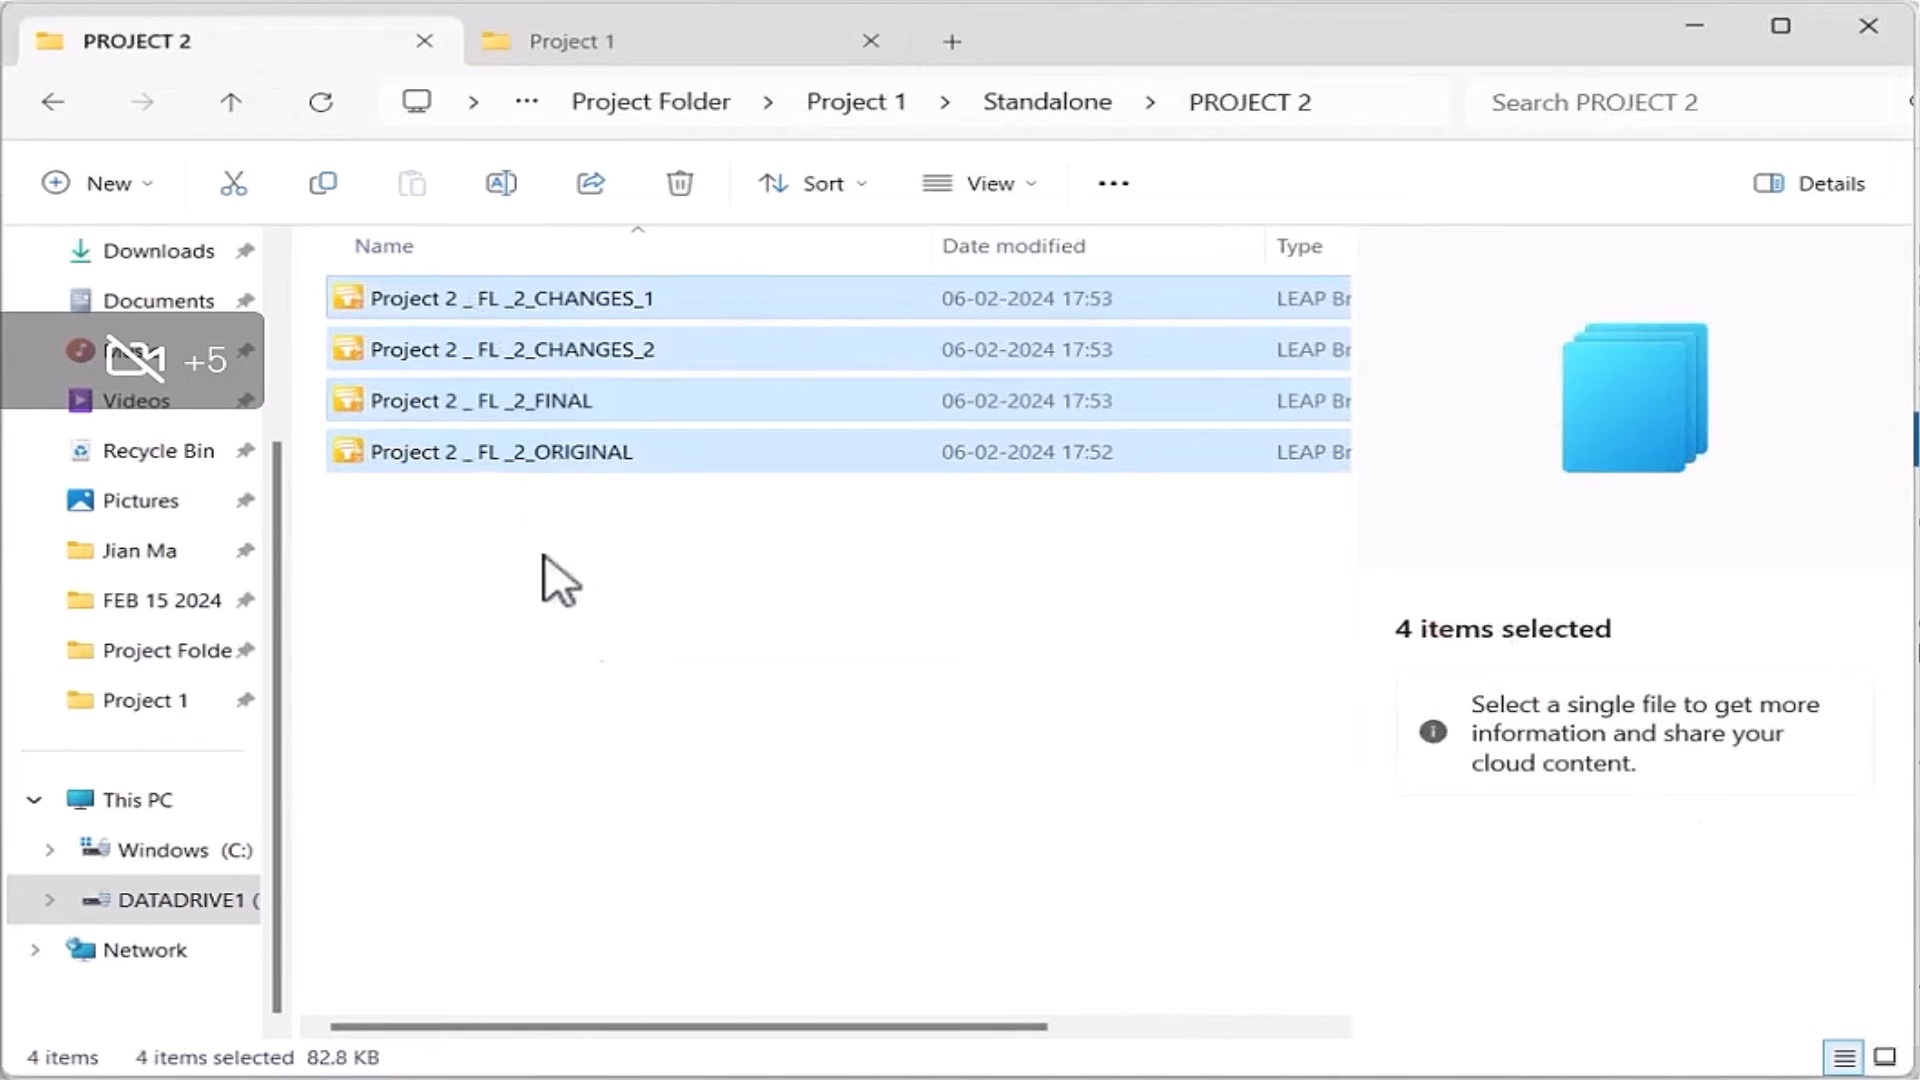 PROJECT 2
Project 1
Project Folder > Project 1 > Standalone > PROJECT 2
Search PROJECT 2
New
Sort
View
Details
Downloads
Documents
+5
Videos
Recycle Bin
Pictures
Jian Ma
FEB 15 2024
Project Folde
Project 1
This PC
Windows (C:)
DATADRIVE1 (
Network
Name Date modified Type
Project 2 _ FL _2_CHANGES_1 06-02-2024 17:53 LEAP Br
Project 2 _ FL _2_CHANGES_2 06-02-2024 17:53 LEAP Br
Project 2 _ FL _2_FINAL 06-02-2024 17:53 LEAP Br
Project 2 _ FL _2_ORIGINAL 06-02-2024 17:52 LEAP Br
4 items selected
Select a single file to get more
information and share your
cloud content.
4 items 4 items selected 82.8 KB